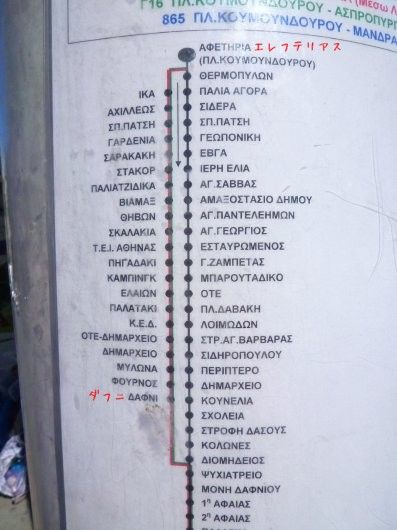 Γ16 ΠΛ.ΚΟΥΜΟΥΝΔΟΥΡΟΥ - ΑΣΠΡΟΠΥΡΓ
865 ΠΛ.ΚΟΥΜΟΥΝΔΟΥΡΟΥ - ΜΑΝΔΡΑ
ΑΦΕΤΗΡΙΑ エレフテリアス
(ΠΛ.ΚΟΥΜΟΥΝΔΟΥΡΟΥ)
ΘΕΡΜΟΠΥΛΩΝ
ΠΑΛΙΑ ΑΓΟΡΑ
ΣΙΔΕΡΑ
ΣΠ.ΠΑΤΣΗ
ΓΕΩΠΟΝΙΚΗ
ΕΒΓΑ
ΙΕΡΗ ΕΛΙΑ
ΑΓ.ΣΑΒΒΑΣ
ΑΜΑΞΟΣΤΑΣΙΟ ΔΗΜΟΥ
ΑΓ.ΠΑΝΤΕΛΕΗΜΩΝ
ΑΓ.ΓΕΩΡΓΙΟΣ
ΕΣΤΑΥΡΩΜΕΝΟΣ
Γ.ΖΑΜΠΕΤΑΣ
ΜΠΑΡΟΥΤΑΔΙΚΟ
ΟΤΕ
ΠΛ.ΔΑΒΑΚΗ
ΛΟΙΜΩΔΩΝ
ΣΤΡ.ΑΓ.ΒΑΡΒΑΡΑΣ
ΣΙΔΗΡΟΠΟΥΛΟΥ
ΠΕΡΙΠΤΕΡΟ
ΔΗΜΑΡΧΕΙΟ
ΚΟΥΝΕΛΙΑ
ΣΧΟΛΕΙΑ
ΣΤΡΟΦΗ ΔΑΣΟΥΣ
ΚΟΛΩΝΕΣ
ΔΙΟΜΗΔΕΙΟΣ
ΨΥΧΙΑΤΡΕΙΟ
ΜΟΝΗ ΔΑΦΝΙΟΥ
1η ΑΦΑΙΑΣ
2η ΑΦΑΙΑΣ
ΙΚΑ
ΑΧΙΛΛΕΩΣ
ΣΠ.ΠΑΤΣΗ
ΓΑΡΔΕΝΙΑ
ΣΑΡΑΚΑΚΗ
ΣΤΑΚΟΡ
ΠΑΛΙΑΤΖΙΔΙΚΑ
ΒΙΑΜΑΞ
ΘΗΒΩΝ
ΣΚΑΛΑΚΙΑ
Τ.Ε.Ι. ΑΘΗΝΑΣ
ΠΗΓΑΔΑΚΙ
ΚΑΜΠΙΝΓΚ
ΕΛΑΙΩΝ
ΠΑΛΑΤΑΚΙ
Κ.Ε.Δ.
ΟΤΕ-ΔΗΜΑΡΧΕΙΟ
ΔΗΜΑΡΧΕΙΟ
ΜΥΛΩΝΑ
ΦΟΥΡΝΟΣ
ダフニ ΔΑΦΝΙ